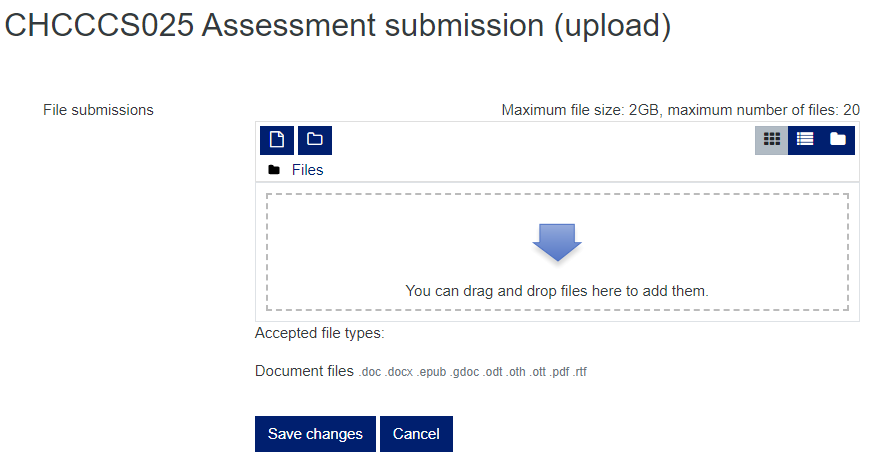 CHCCCS025 Assessment submission (upload)
File submissions
Maximum file size: 2GB, maximum number of files: 20
Files
You can drag and drop files here to add them.
Accepted file types:
Document files .doc .docx .epub .gdoc .odt .oth .ott .pdf .rtf
Save changes
Cancel